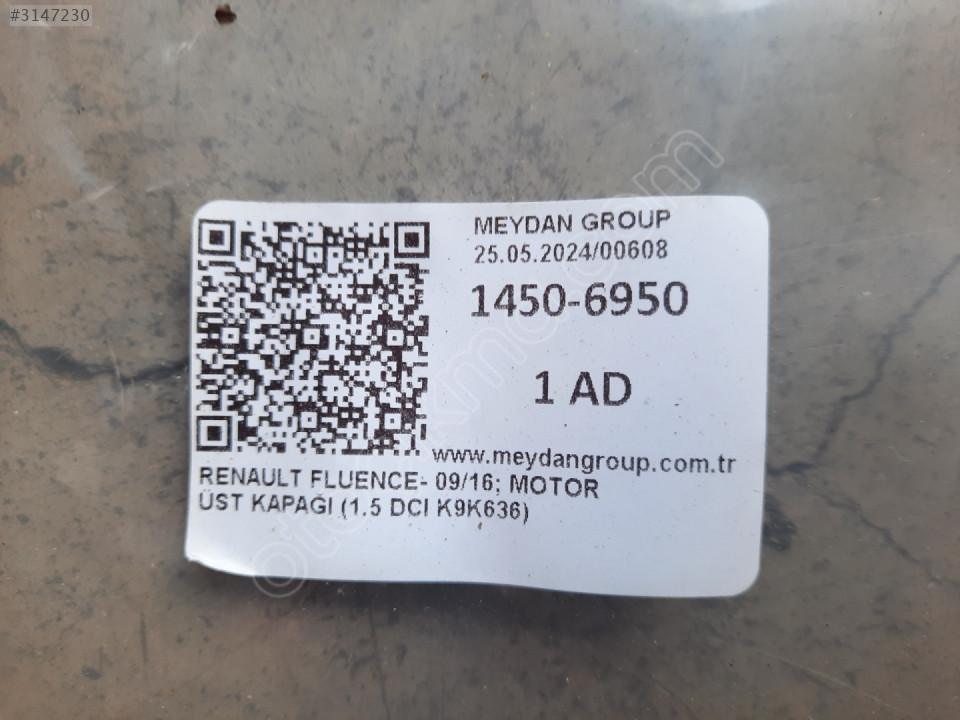 #3147230
MEYDAN GROUP
25.05.2024/00608
1450-6950
1 AD
www.meydangroup.com.tr
RENAULT FLUENCE- 09/16; MOTOR
ÜST KAPAĞI (1.5 DCI K9K636)